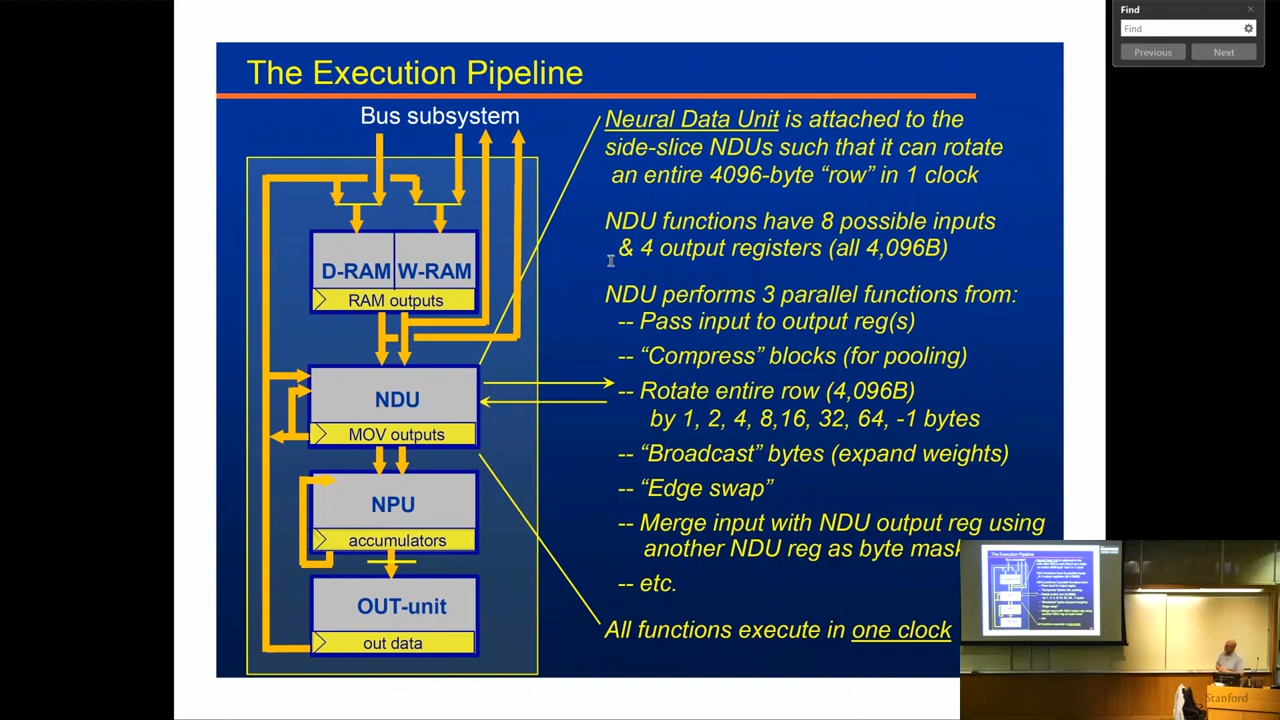 Find
Find
Previous
Next
The Execution Pipeline
Bus subsystem
D-RAM W-RAM
RAM outputs
NDU
MOV outputs
NPU
accumulators
OUT-unit
out data
Neural Data Unit is attached to the
side-slice NDUs such that it can rotate
an entire 4096-byte “row” in 1 clock
NDU functions have 8 possible inputs
& 4 output registers (all 4,096B)
NDU performs 3 parallel functions from:
-- Pass input to output reg(s)
-- “Compress” blocks (for pooling)
-- Rotate entire row (4,096B)
by 1, 2, 4, 8,16, 32, 64, -1 bytes
-- “Broadcast” bytes (expand weights)
-- “Edge swap”
-- Merge input with NDU output reg using
another NDU reg as byte mask
-- etc.
All functions execute in one clock
The Execution Pipeline
Stanford